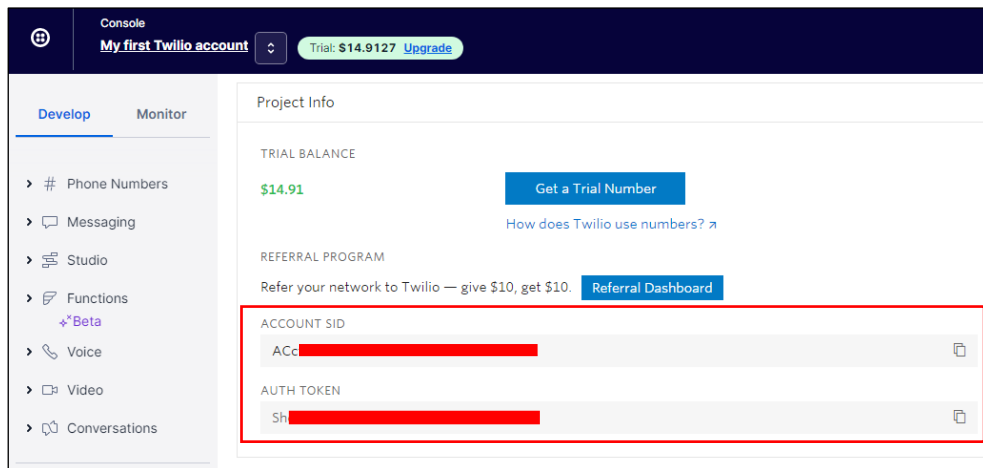 Console
My first Twilio account
Trial: $14.9127 Upgrade
Develop Monitor
Project Info
TRIAL BALANCE
$14.91
Get a Trial Number
How does Twilio use numbers?
REFERRAL PROGRAM
Refer your network to Twilio — give $10, get $10. Referral Dashboard
ACCOUNT SID
AUTH TOKEN
# Phone Numbers
Messaging
Studio
Functions
Beta
Voice
Video
Conversations